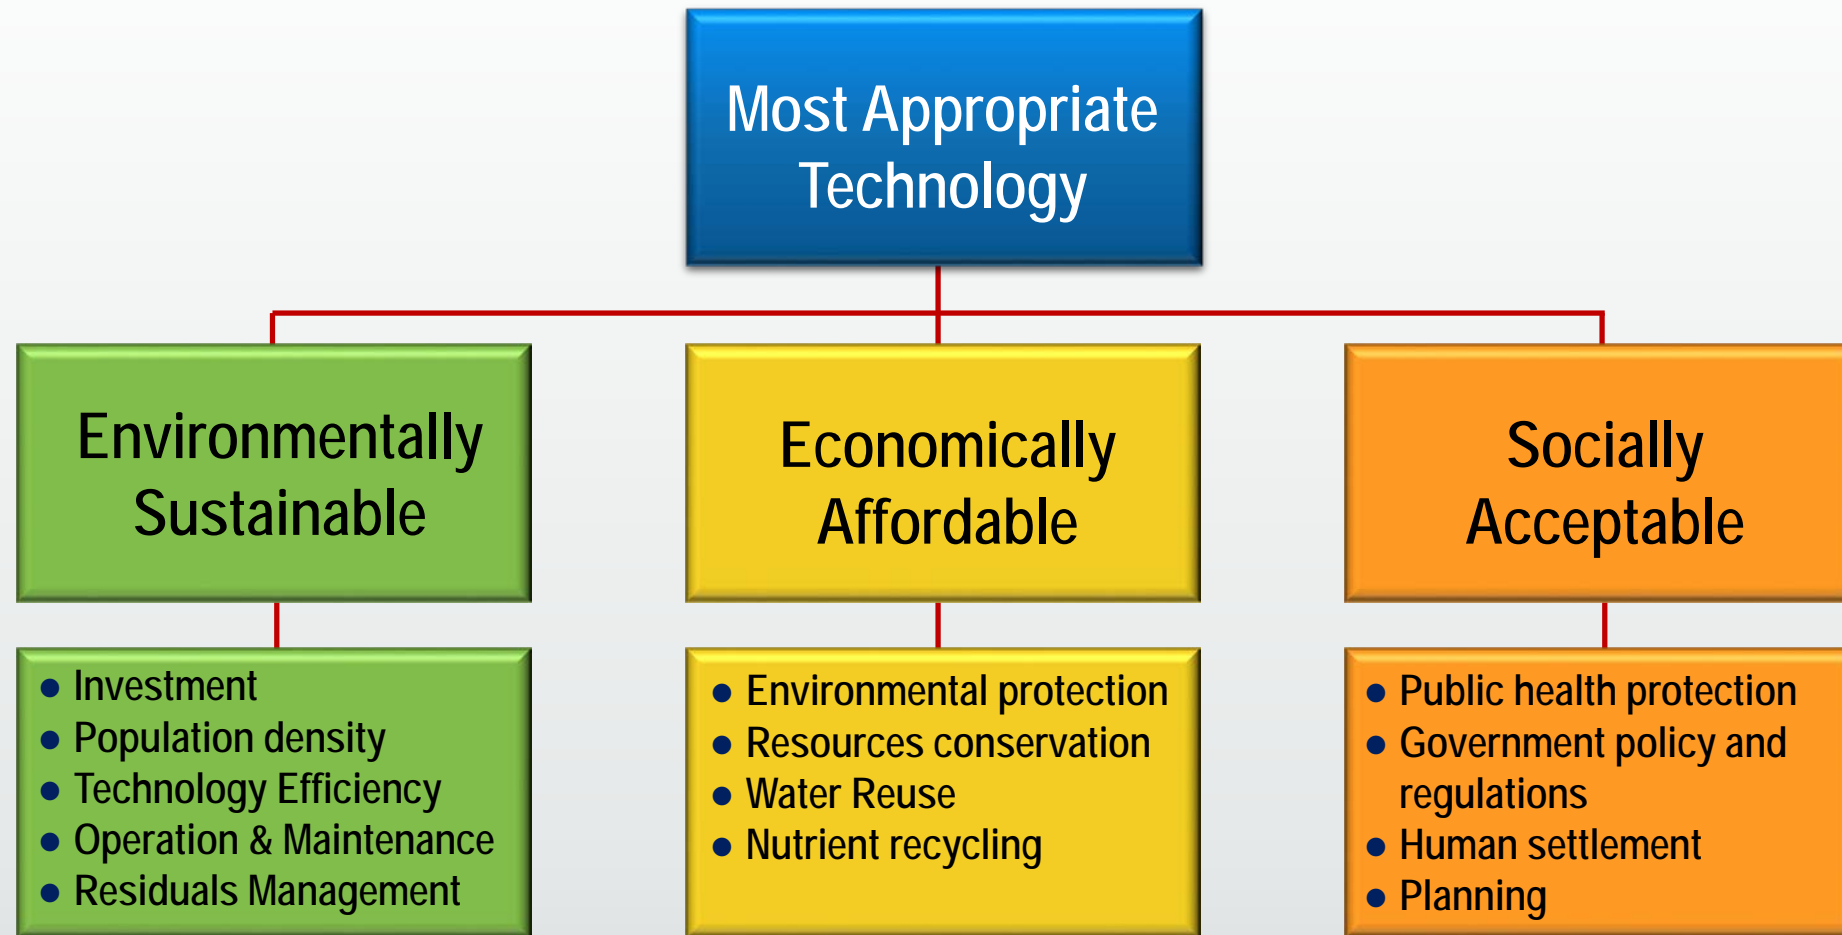 Most Appropriate
Technology
Environmentally
Sustainable
Economically
Affordable
Socially
Acceptable
● Investment
● Population density
● Technology Efficiency
● Operation & Maintenance
● Residuals Management
● Environmental protection
● Resources conservation
● Water Reuse
● Nutrient recycling
● Public health protection
● Government policy and
regulations
● Human settlement
● Planning